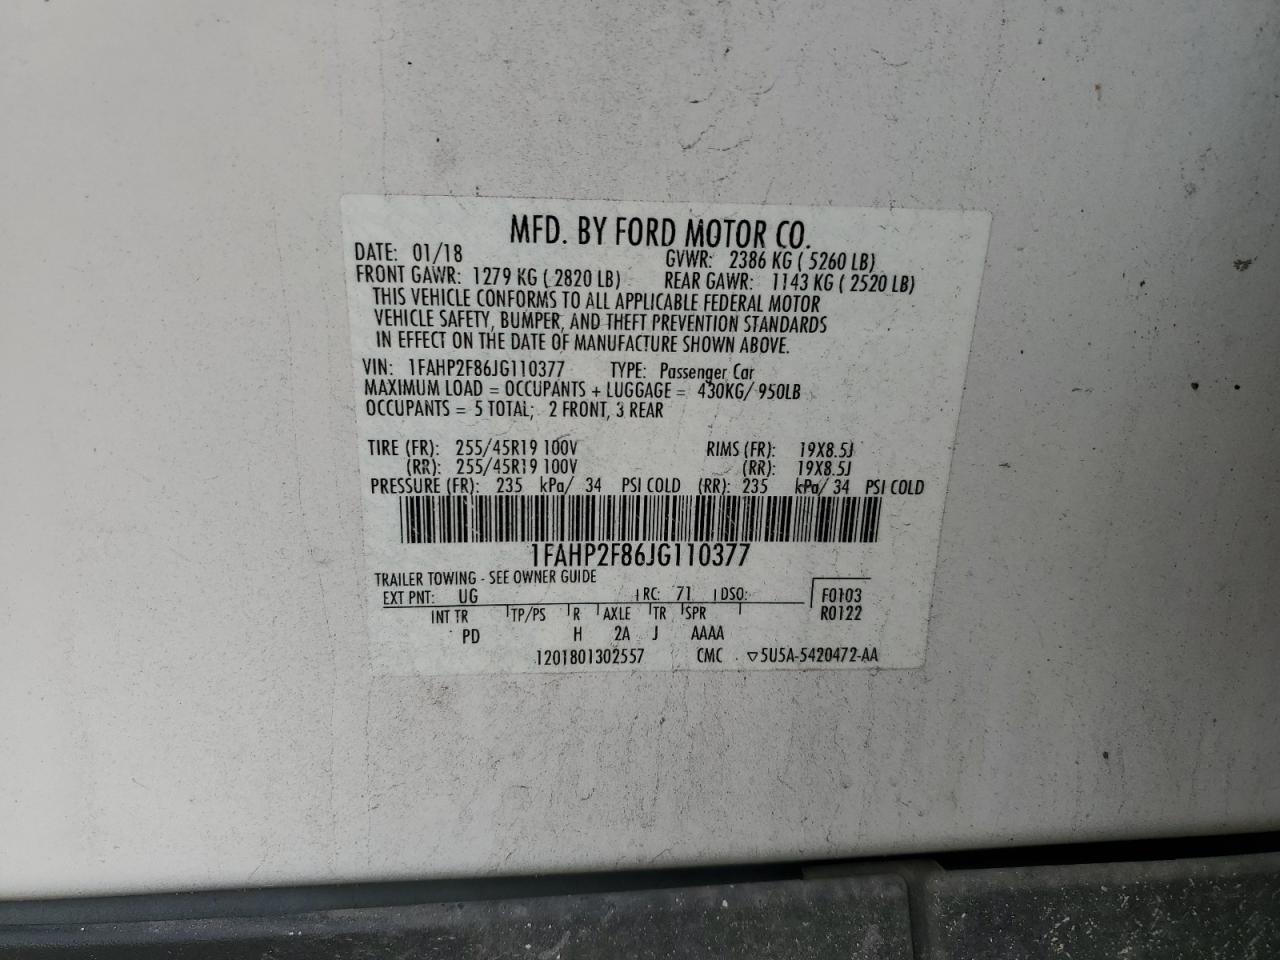 MFD. BY FORD MOTOR CO.
DATE: 01/18 GVWR: 2386 KG ( 5260 LB)
FRONT GAWR: 1279 KG ( 2820 LB) REAR GAWR: 1143 KG ( 2520 LB)
THIS VEHICLE CONFORMS TO ALL APPLICABLE FEDERAL MOTOR
VEHICLE SAFETY, BUMPER, AND THEFT PREVENTION STANDARDS
IN EFFECT ON THE DATE OF MANUFACTURE SHOWN ABOVE.
VIN: 1FAHP2F86JG110377 TYPE: Passenger Car
MAXIMUM LOAD = OCCUPANTS + LUGGAGE = 430KG/ 950LB
OCCUPANTS = 5 TOTAL; 2 FRONT, 3 REAR
TIRE (FR): 255/45R19 100V RIMS (FR): 19X8.5J
(RR): 255/45R19 100V (RR): 19X8.5J
PRESSURE (FR): 235 kPa/ 34 PSI COLD (RR): 235 kPa/ 34 PSI COLD
1FAHP2F86JG110377
TRAILER TOWING - SEE OWNER GUIDE
EXT PNT: UG RC: 71 DSO: F0103
INT TR TP/PS R AXLE TR SPR R0122
PD H 2A J AAAA
1201801302557 CMC ▽5U5A-5420472-AA